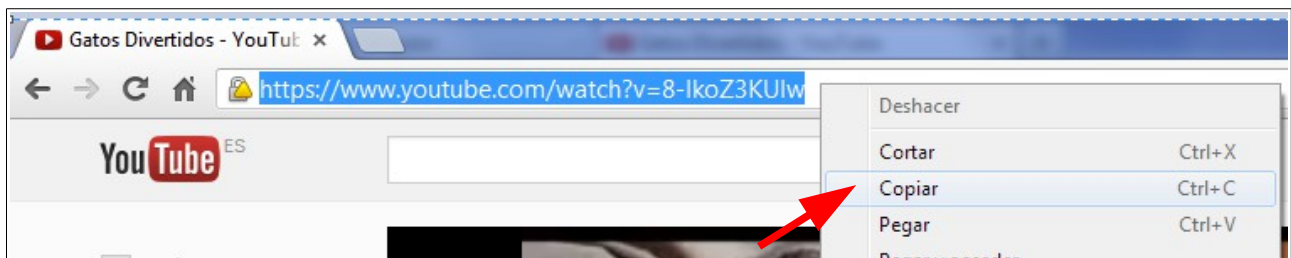 Gatos Divertidos - YouTub
https://www.youtube.com/watch?v=8-IkoZ3KUIw
Deshacer
YouTube ES
Cortar Ctrl+X
Copiar Ctrl+C
Pegar Ctrl+V